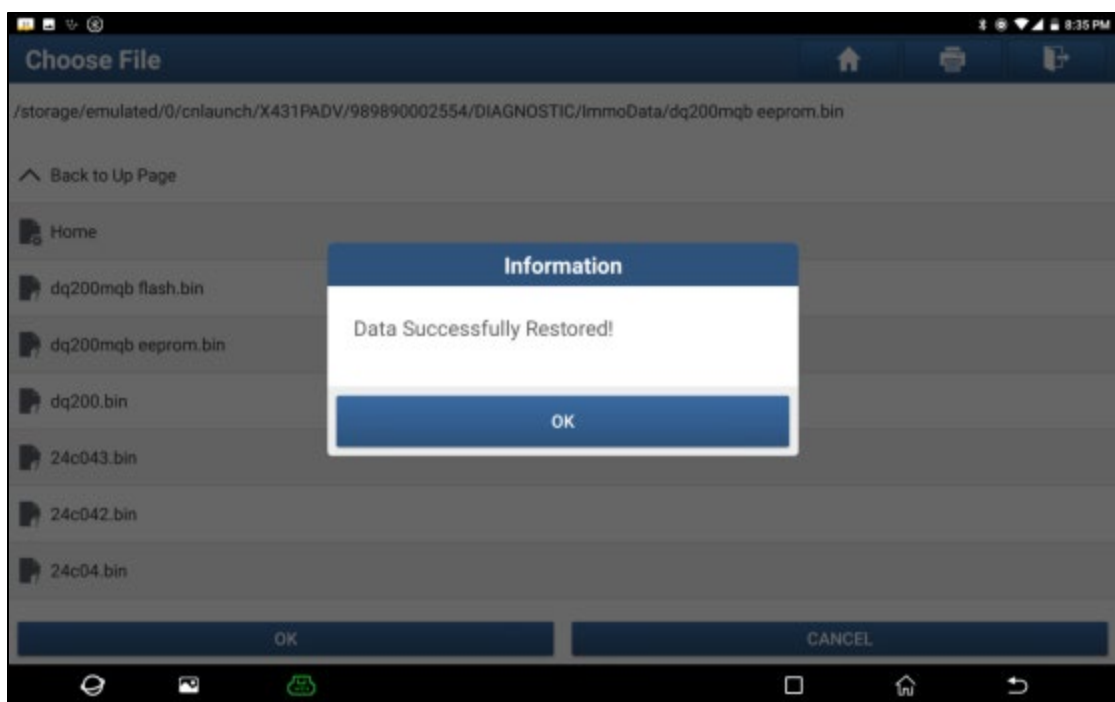 8:35 PM
Choose File
/storage/emulated/0/cnlaunch/X431PADV/989890002554/DIAGNOSTIC/ImmoData/dq200mqb eeprom.bin
Back to Up Page
Home
dq200mqb flash.bin
dq200mqb eeprom.bin
dq200.bin
24c043.bin
24c042.bin
24c04.bin
Information
Data Successfully Restored!
OK
OK
CANCEL